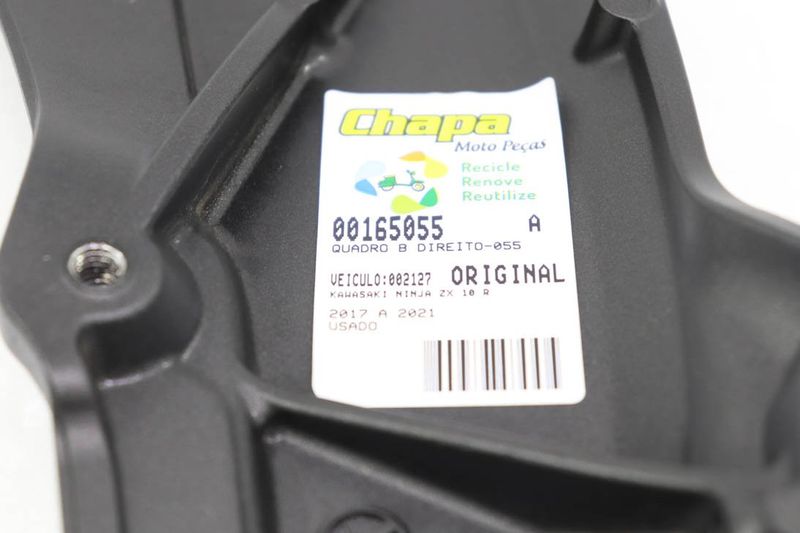 Chapa
Moto Peças
Recicle
Renove
Reutilize
00165055 A
QUADRO B DIREITO-055
VEICULO:002127 ORIGINAL
KAWASAKI NINJA ZX 10 R
2017 A 2021
USADO